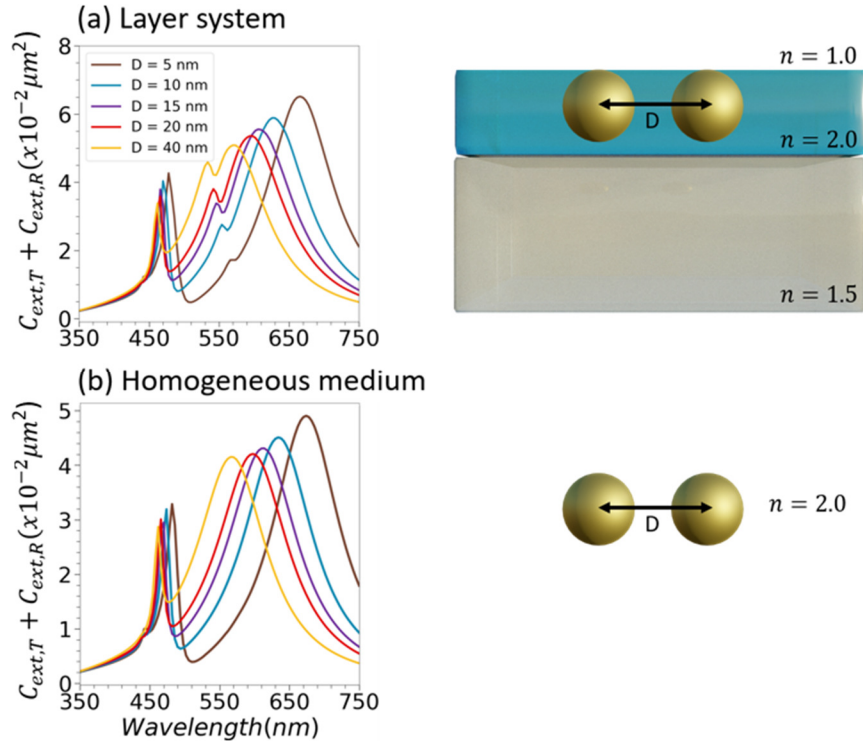 (a) Layer system
C_{ext,T} + C_{ext,R}(x10^{-2}μm^2)
8
6
4
2
0
D = 5 nm
D = 10 nm
D = 15 nm
D = 20 nm
D = 40 nm
350 450 550 650 750
n = 1.0
D
n = 2.0
n = 1.5
(b) Homogeneous medium
C_{ext,T} + C_{ext,R}(x10^{-2}μm^2)
5
4
3
2
1
0
350 450 550 650 750
Wavelength(nm)
D
n = 2.0